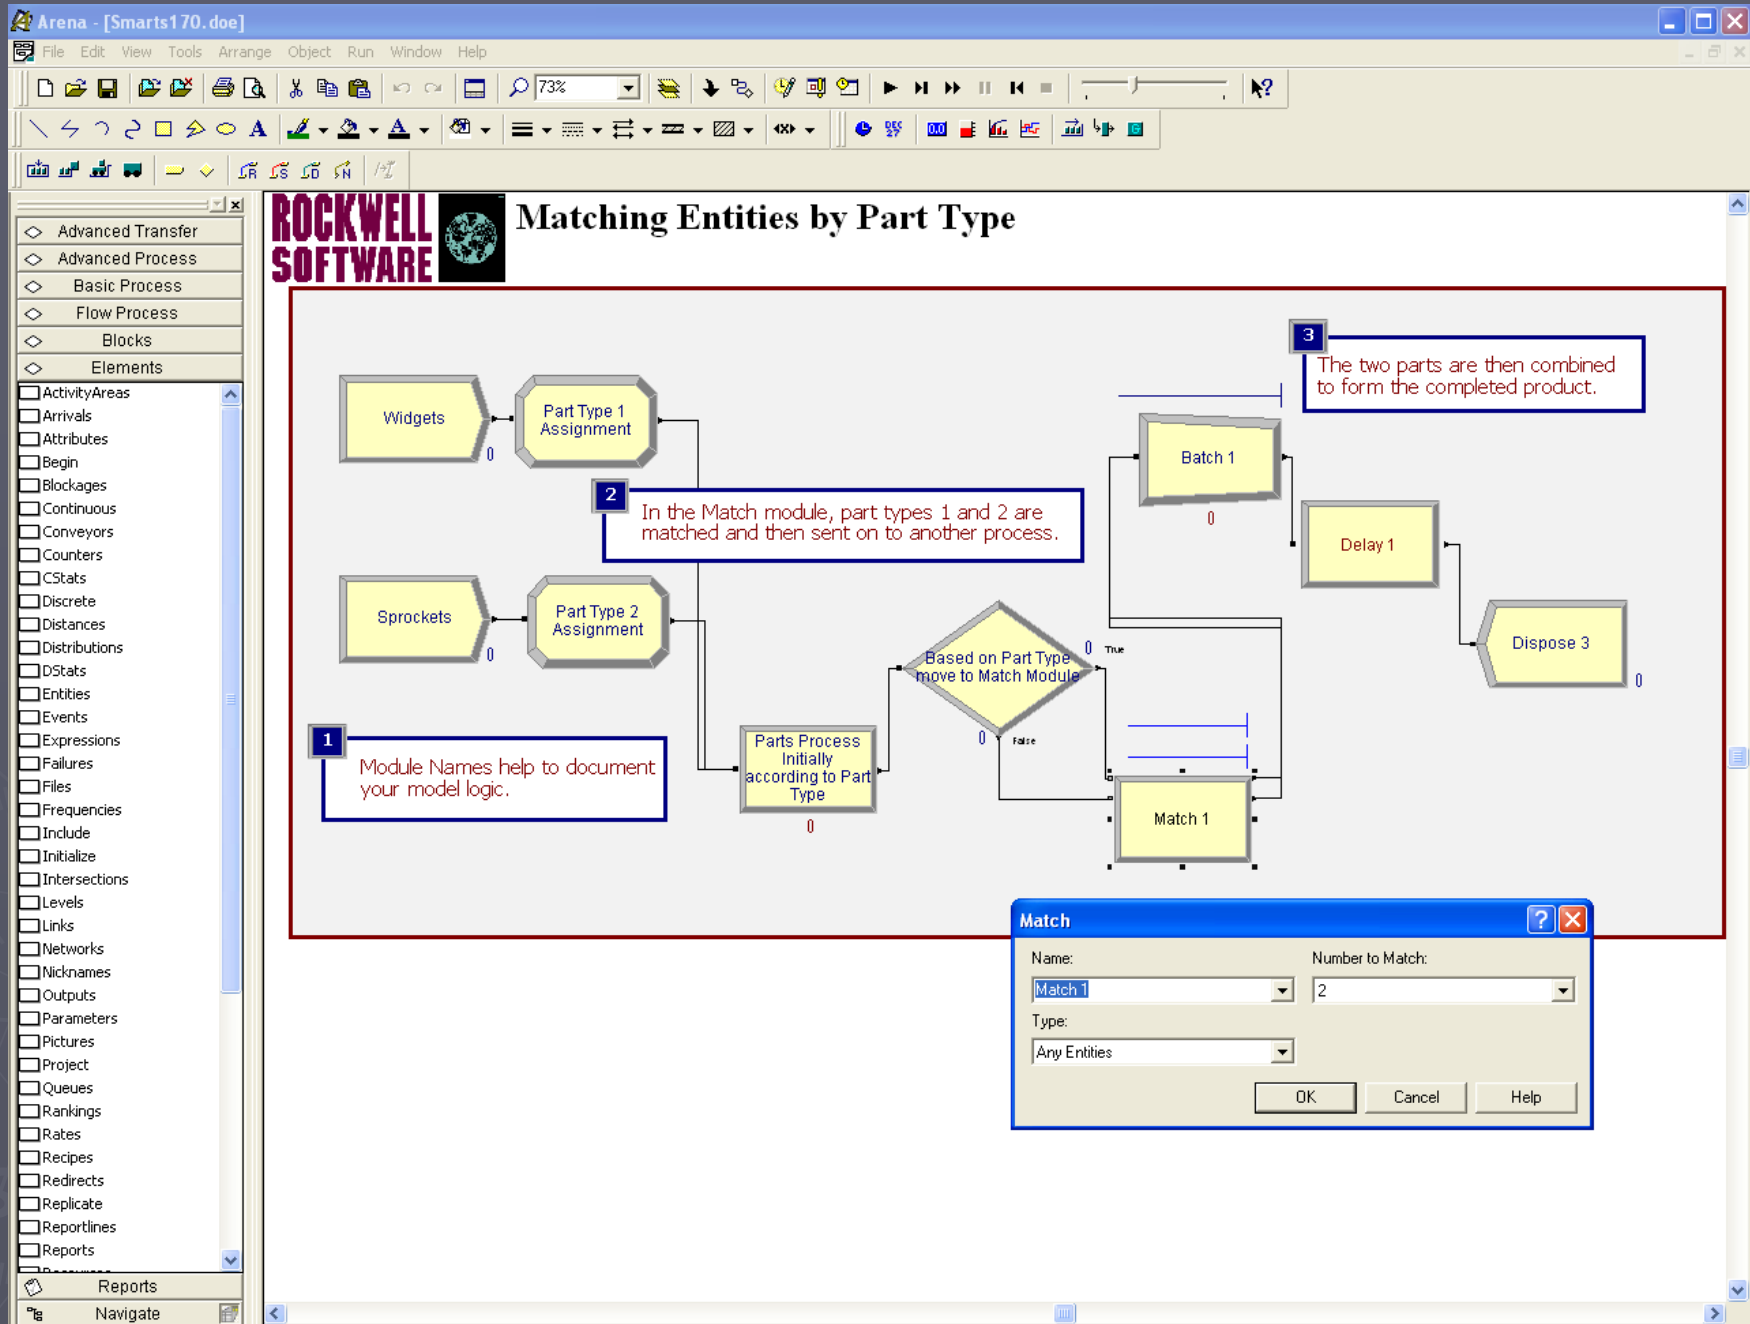 Arena - [Smarts170.doe]
File Edit View Tools Arrange Object Run Window Help
73%
Advanced Transfer
Advanced Process
Basic Process
Flow Process
Blocks
Elements
ActivityAreas
Arrivals
Attributes
Begin
Blockages
Continuous
Conveyors
Counters
CStats
Discrete
Distances
Distributions
DStats
Entities
Events
Expressions
Failures
Files
Frequencies
Include
Initialize
Intersections
Levels
Links
Networks
Nicknames
Outputs
Parameters
Pictures
Project
Queues
Rankings
Rates
Recipes
Redirects
Replicate
Reportlines
Reports
Reports
Navigate
ROCKWELL
SOFTWARE
Matching Entities by Part Type
Widgets
0
Part Type 1
Assignment
2
In the Match module, part types 1 and 2 are
matched and then sent on to another process.
3
The two parts are then combined
to form the completed product.
Batch 1
0
Delay 1
Dispose 3
0
Sprockets
0
Part Type 2
Assignment
Based on Part Type
move to Match Module
0
True
0
False
1
Module Names help to document
your model logic.
Parts Process
Initially
according to Part
Type
0
Match 1
Match
Name:
Number to Match:
Match 1
2
Type:
Any Entities
OK
Cancel
Help